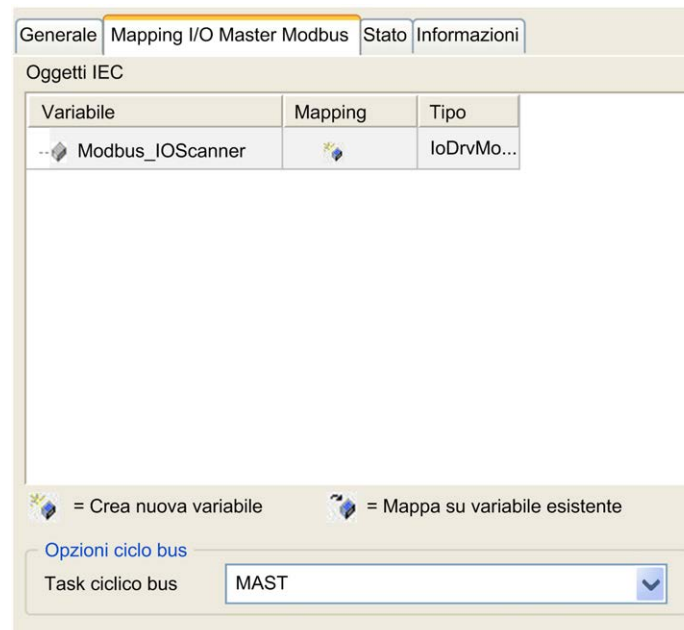 Generale Mapping I/O Master Modbus Stato Informazioni
Oggetti IEC
Variabile Mapping Tipo
Modbus_IOScanner IoDrvMo...
= Crea nuova variabile = Mappa su variabile esistente
Opzioni ciclo bus
Task ciclico bus MAST